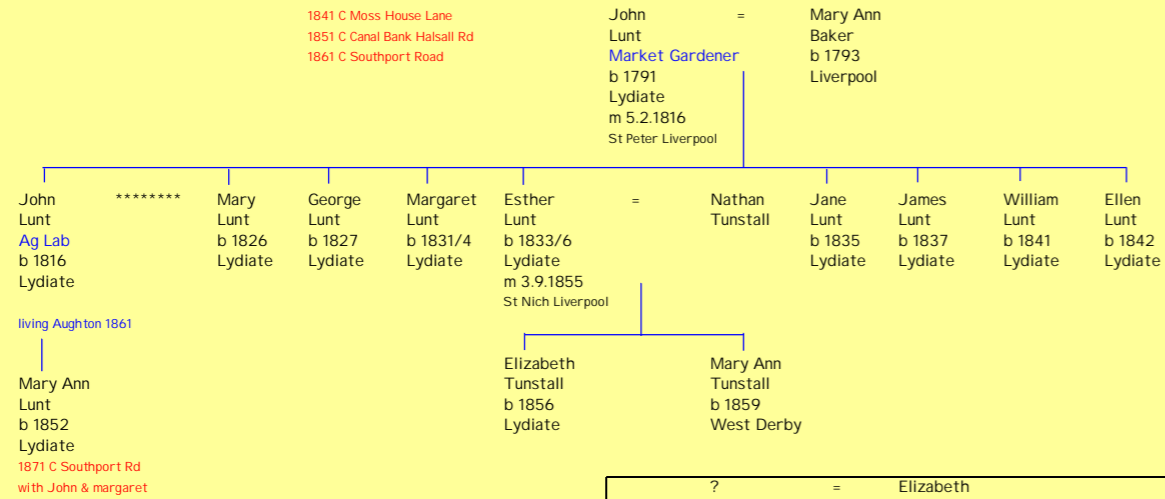 1841 C Moss House Lane
1851 C Canal Bank Halsall Rd
1861 C Southport Road
John = Mary Ann
Lunt Baker
Market Gardener b 1793
b 1791 Liverpool
Lydiate
m 5.2.1816
St Peter Liverpool
John ******** Mary George Margaret Esther = Nathan Jane James William Ellen
Lunt Lunt Lunt Lunt Lunt Tunstall Lunt Lunt Lunt Lunt
Ag Lab b 1826 b 1827 b 1831/4 b 1833/6 b 1835 b 1837 b 1841 b 1842
b 1816 Lydiate Lydiate Lydiate Lydiate Lydiate Lydiate Lydiate Lydiate
Lydiate m 3.9.1855
St Nich Liverpool
living Aughton 1861
Elizabeth Mary Ann
Mary Ann Tunstall Tunstall
Lunt b 1856 b 1859
b 1852 Lydiate West Derby
Lydiate
1871 C Southport Rd
with John & margaret
? = Elizabeth